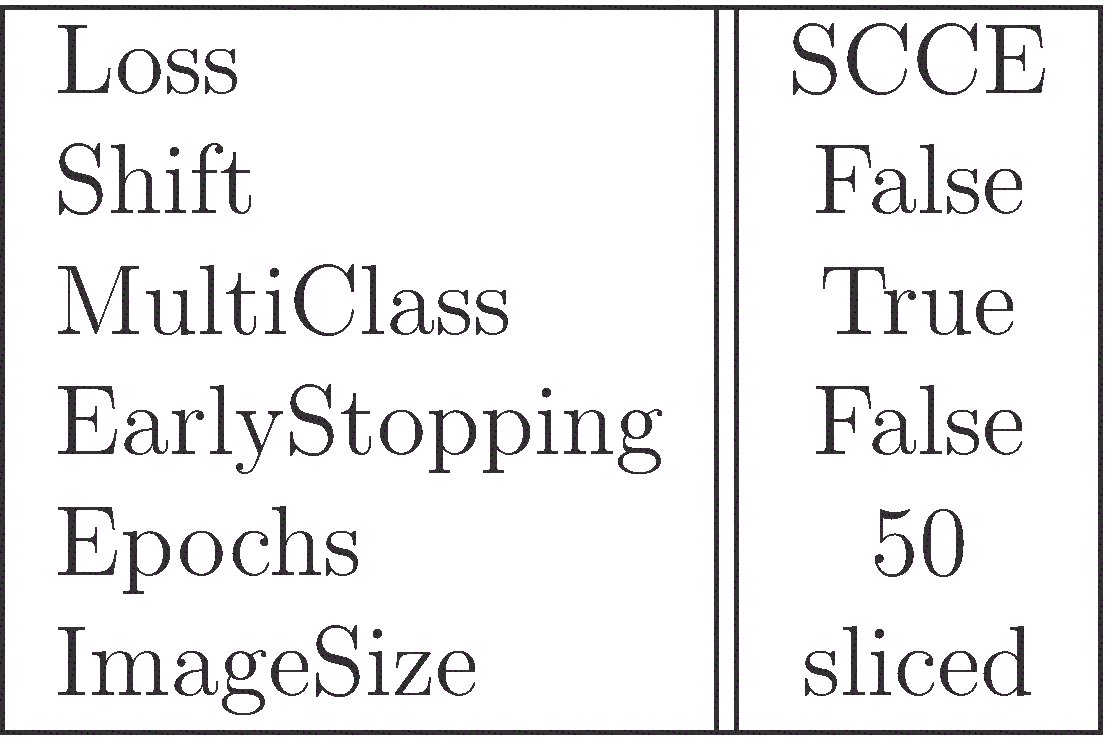 Loss SCCE
Shift False
MultiClass True
EarlyStopping False
Epochs 50
ImageSize sliced